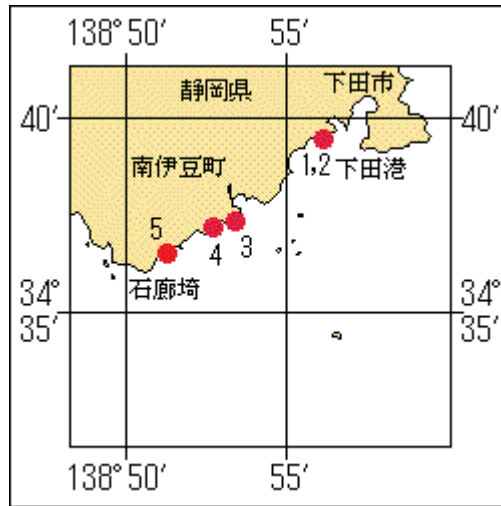 138° 50′ 55′
下田市
静岡県
40′ 40′
1,2 下田港
南伊豆町
5 4 3
石廊埼
34° 34°
35′ 35′
138° 50′ 55′